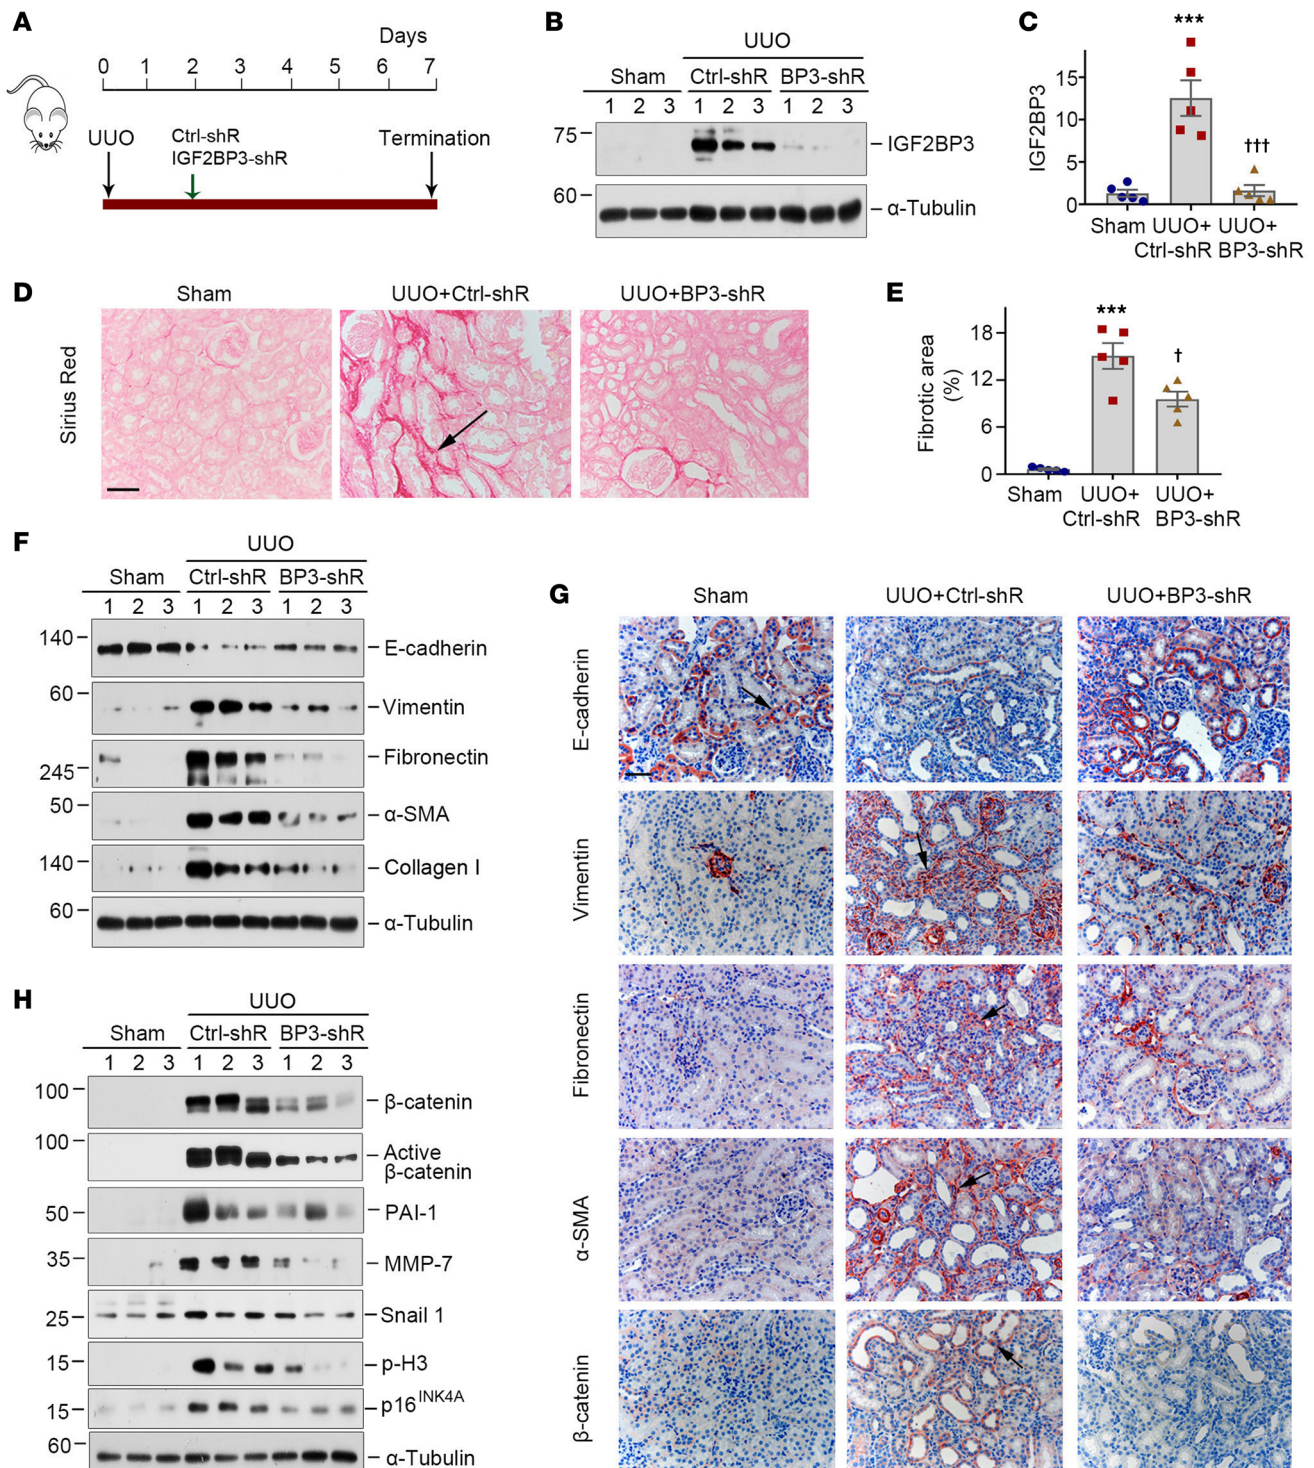 A
Days
0 1 2 3 4 5 6 7
UUO
Ctrl-shR
IGF2BP3-shR
Termination
B
UUO
Sham Ctrl-shR BP3-shR
1 2 3 1 2 3 1 2 3
75
IGF2BP3
60
α-Tubulin
C
IGF2BP3
15
10
5
0
***
†††
Sham UUO+ UUO+
Ctrl-shR BP3-shR
D
Sham UUO+Ctrl-shR UUO+BP3-shR
Sirius Red
E
Fibrotic area
(%)
18
12
6
0
***
†
Sham UUO+ UUO+
Ctrl-shR BP3-shR
F
UUO
Sham Ctrl-shR BP3-shR
1 2 3 1 2 3 1 2 3
140 E-cadherin
60 Vimentin
Fibronectin
245
50 α-SMA
140 Collagen I
60 α-Tubulin
G
Sham UUO+Ctrl-shR UUO+BP3-shR
E-cadherin
Vimentin
Fibronectin
α-SMA
β-catenin
H
UUO
Sham Ctrl-shR BP3-shR
1 2 3 1 2 3 1 2 3
100 β-catenin
100 Active
β-catenin
50 PAI-1
35 MMP-7
25 Snail 1
15 p-H3
15 p16INK4A
60 α-Tubulin